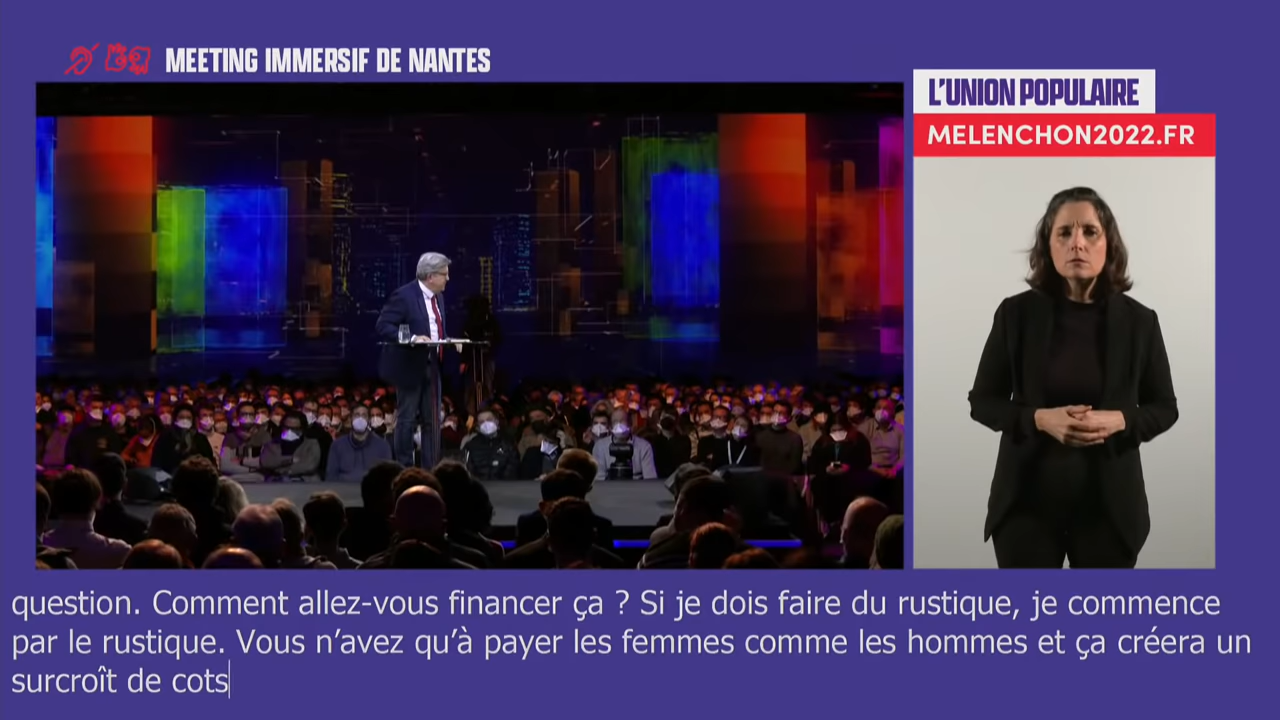 MEETING IMMERSIF DE NANTES
L'UNION POPULAIRE
MELENCHON2022.FR
question. Comment allez-vous financer ça ? Si je dois faire du rustique, je commence
par le rustique. Vous n’avez qu’à payer les femmes comme les hommes et ça créera un
surcroît de cots